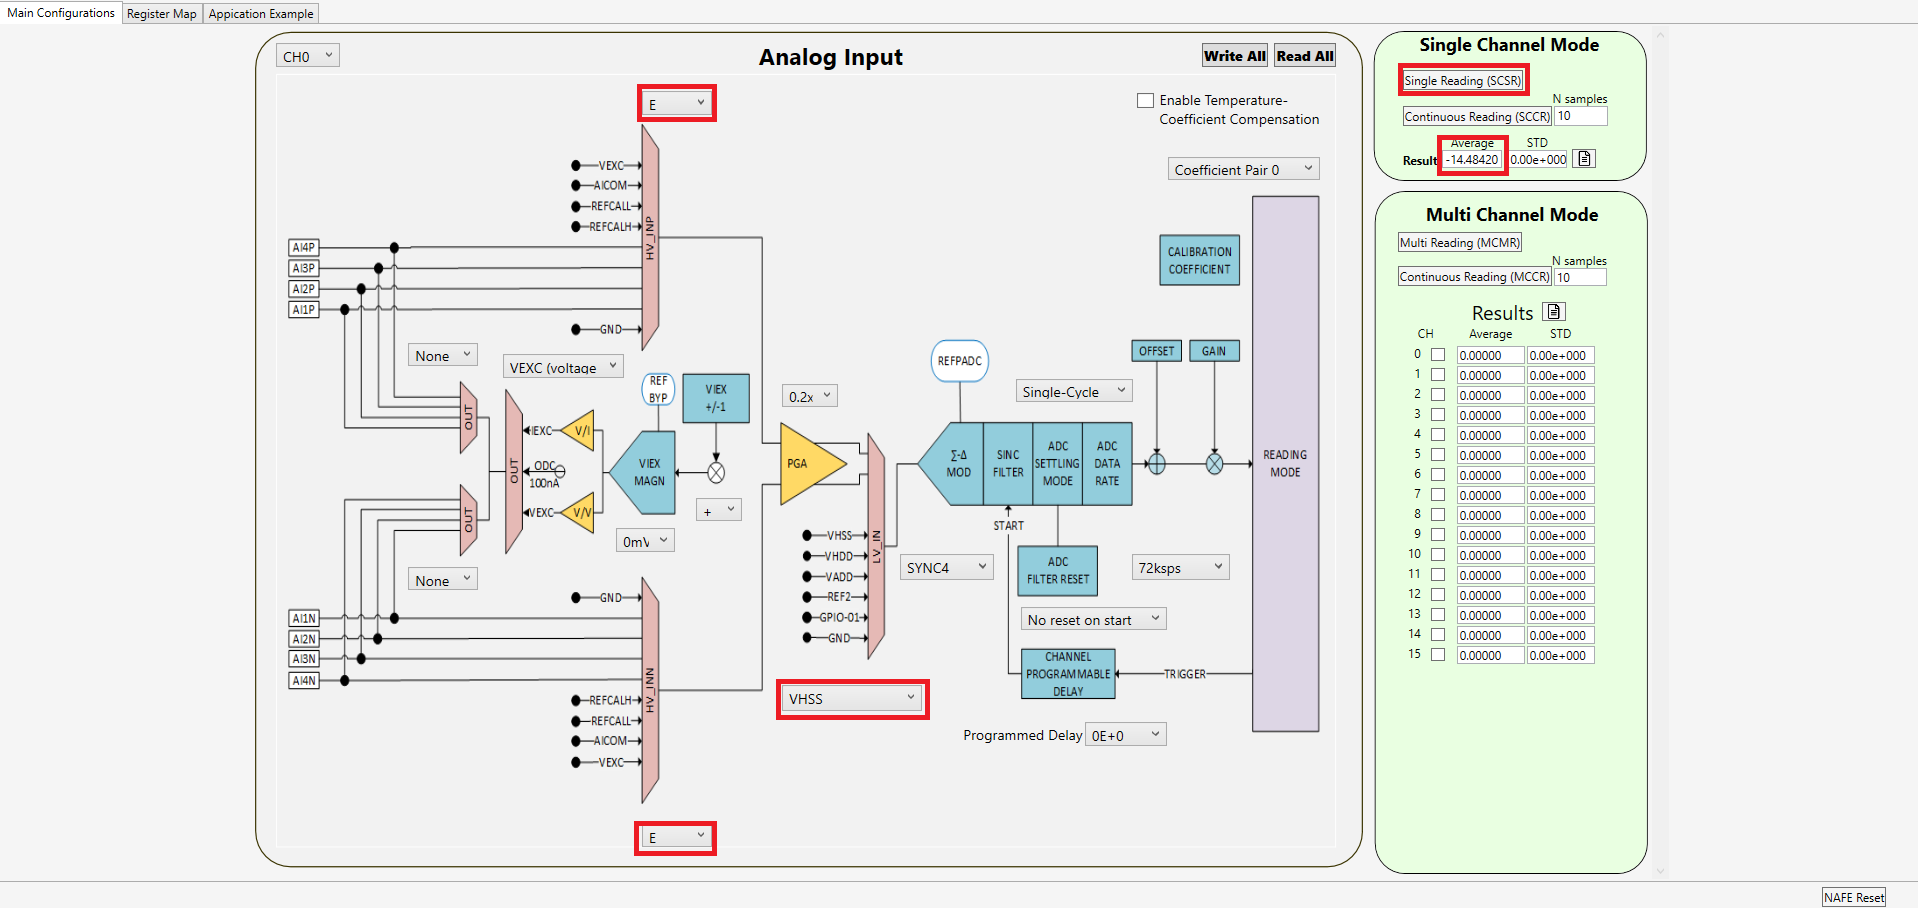 Main Configurations
Register Map
Appication Example
CH0
Analog Input
Write All
Read All
E
Enable Temperature-
Coefficient Compensation
Coefficient Pair 0
VEXC
AICOM
REFCALL
REFCALH
HV_INP
AI4P
AI3P
AI2P
AI1P
GND
CALIBRATION
COEFFICIENT
None
VEXC (voltage
REF
BYP
VIEX
+/-1
REFPADC
OFFSET
GAIN
0.2x
Single-Cycle
OUT
IEXC
V/I
OUT
ODC
100nA
VIEX
MAGN
PGA
Σ-Δ
MOD
SINC
FILTER
ADC
SETTLING
MODE
ADC
DATA
RATE
READING
MODE
OUT
VEXC
V/V
+
0mV
START
VHSS
VHDD
VADD
REF2
GPIO-01
GND
LV_IN
SYNC4
ADC
FILTER RESET
72ksps
None
No reset on start
GND
AI1N
AI2N
AI3N
AI4N
HV_INN
REFCALH
REFCALL
AICOM
VEXC
CHANNEL
PROGRAMMABLE
DELAY
TRIGGER
VHSS
Programmed Delay
0E+0
E
Single Channel Mode
Single Reading (SCSR)
N samples
Continuous Reading (SCCR)
10
Average
STD
Result
-14.48420
0.00e+000
Multi Channel Mode
Multi Reading (MCMR)
N samples
Continuous Reading (MCCR)
10
Results
CH
Average
STD
0 0.00000 0.00e+000
1 0.00000 0.00e+000
2 0.00000 0.00e+000
3 0.00000 0.00e+000
4 0.00000 0.00e+000
5 0.00000 0.00e+000
6 0.00000 0.00e+000
7 0.00000 0.00e+000
8 0.00000 0.00e+000
9 0.00000 0.00e+000
10 0.00000 0.00e+000
11 0.00000 0.00e+000
12 0.00000 0.00e+000
13 0.00000 0.00e+000
14 0.00000 0.00e+000
15 0.00000 0.00e+000
NAFE Reset